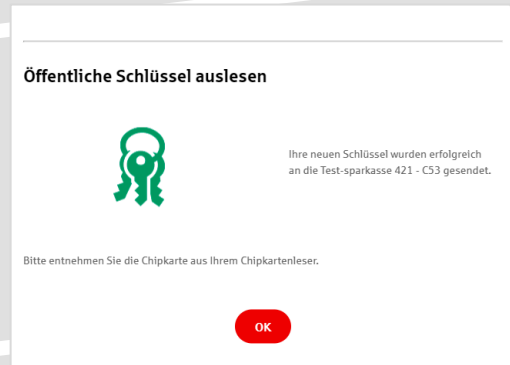 Öffentliche Schlüssel auslesen
Ihre neuen Schlüssel wurden erfolgreich
an die Test-sparkasse 421 - C53 gesendet.
Bitte entnehmen Sie die Chipkarte aus Ihrem Chipkartenleser.
OK